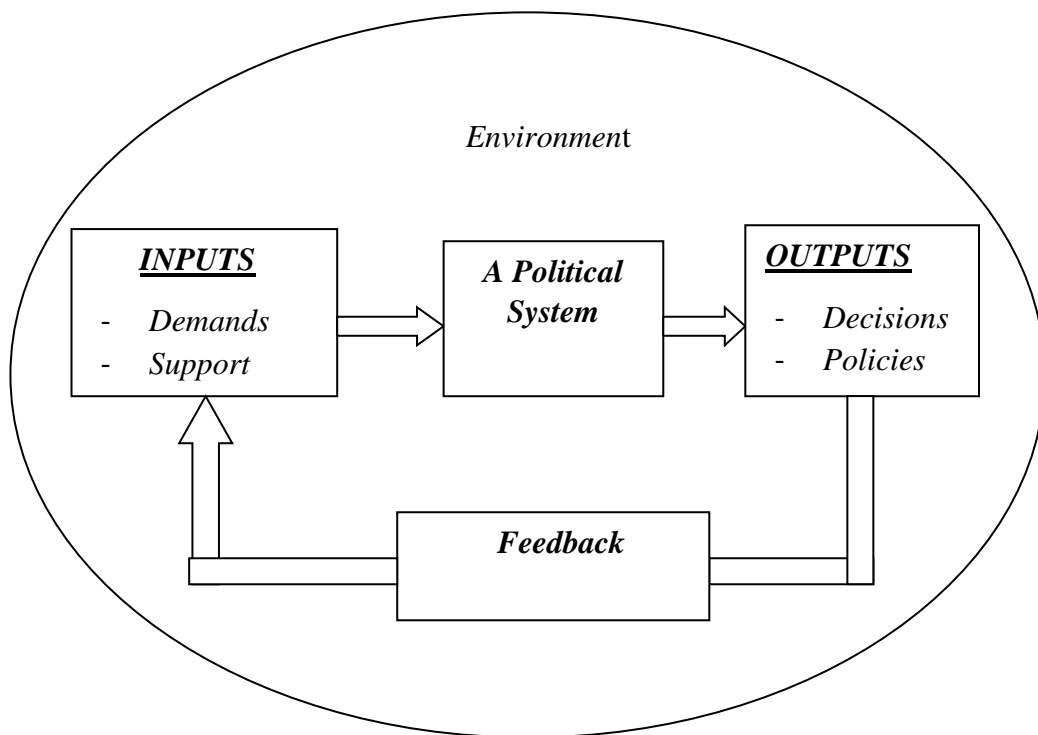 Environment
INPUTS
- Demands
- Support
A Political
System
OUTPUTS
- Decisions
- Policies
Feedback